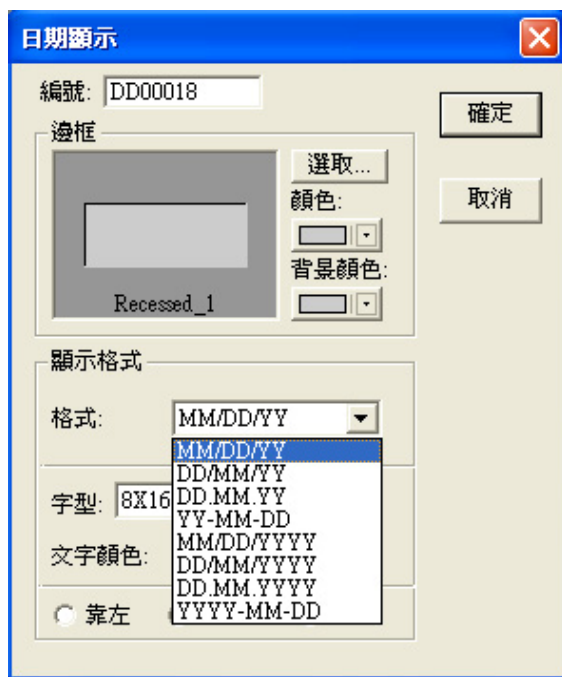 日期顯示
編號: DD00018
確定
邊框
選取...
取消
顏色:
背景顏色:
Recessed_1
顯示格式
格式: MM/DD/YY
MM/DD/YY
DD/MM/YY
字型: 8X16
DD.MM.YY
YY-MM-DD
文字顏色:
MM/DD/YYYY
DD/MM/YYYY
DD.MM.YYYY
靠左
YYYY-MM-DD